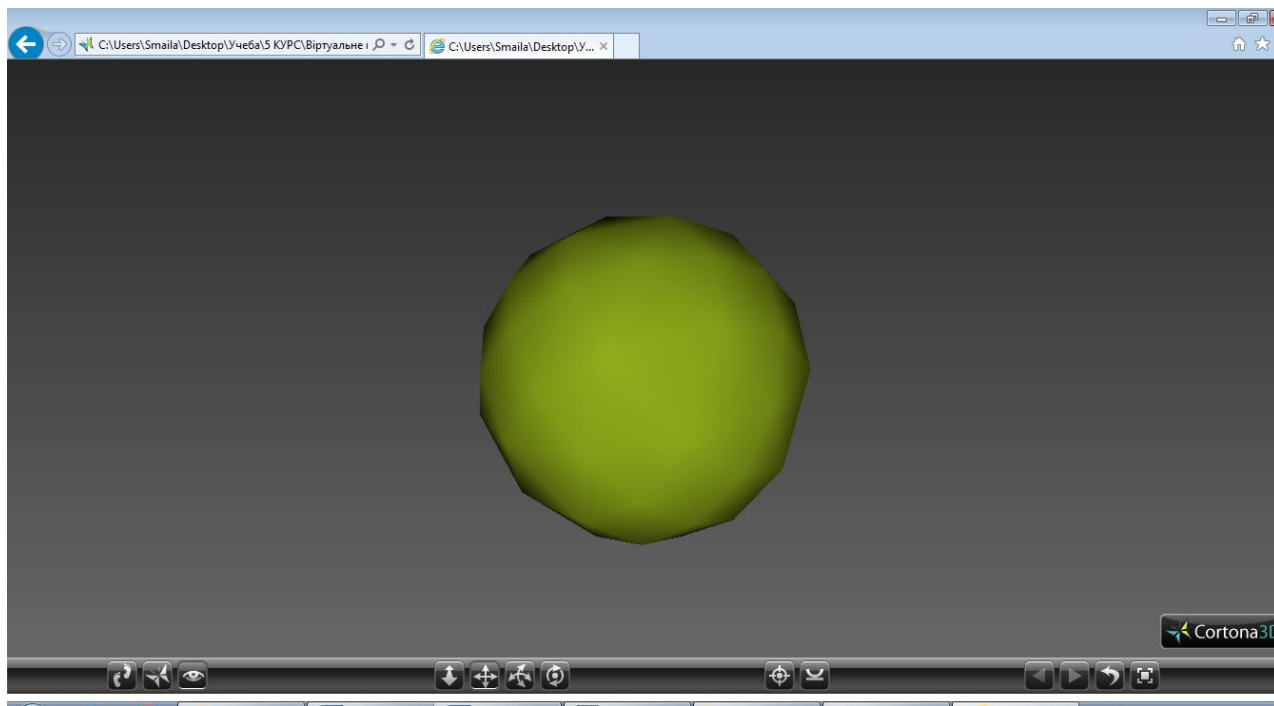 C:\Users\Smaila\Desktop\Учеба\5 КУРС\Віртуальне
C:\Users\Smaila\Desktop\У...
Cortona3D